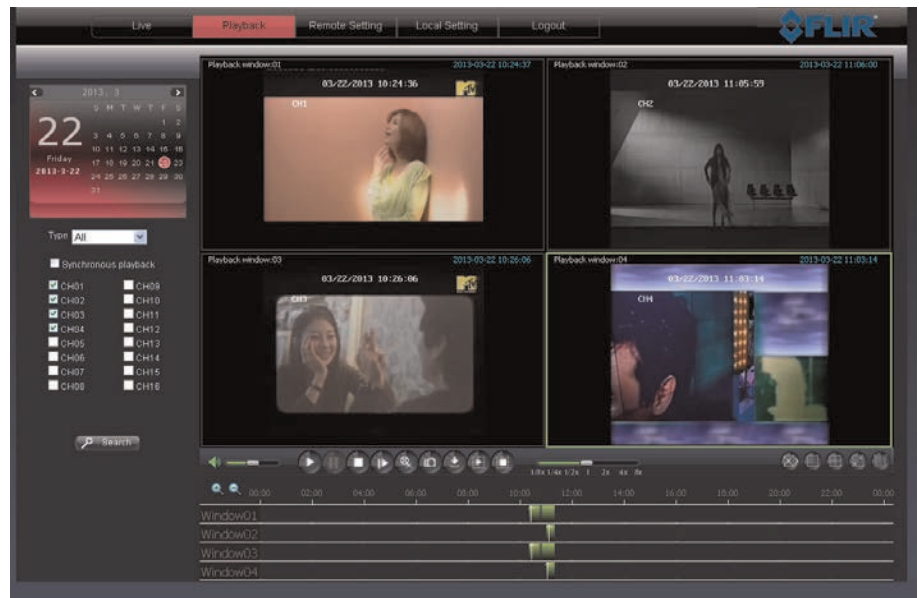 Live Playback Remote Setting Local Setting Logout
FLIR
Playback window:01 2013-03-22 10:24:37
03/22/2013 10:24:36
CH1
Playback window:02 2013-03-22 11:06:00
03/22/2013 11:05:59
CH2
2013. 3
S M T W T F S
1 2
3 4 5 6 7 8 9
10 11 12 13 14 15 16
17 18 19 20 21 22 23
24 25 26 27 28 29 30
31
22
Friday
2013-3-22
Type All
Synchronous playback
CH01 CH09
CH02 CH10
CH03 CH11
CH04 CH12
CH05 CH13
CH06 CH14
CH07 CH15
CH08 CH16
Search
Playback window:03 2013-03-22 10:26:06
03/22/2013 10:26:06
CH3
Playback window:04 2013-03-22 11:03:14
03/22/2013 11:03:14
CH4
1/8x 1/4x 1/2x 1 2x 4x 8x
00:00 02:00 04:00 06:00 08:00 10:00 12:00 14:00 16:00 18:00 20:00 22:00 00:00
Window01
Window02
Window03
Window04